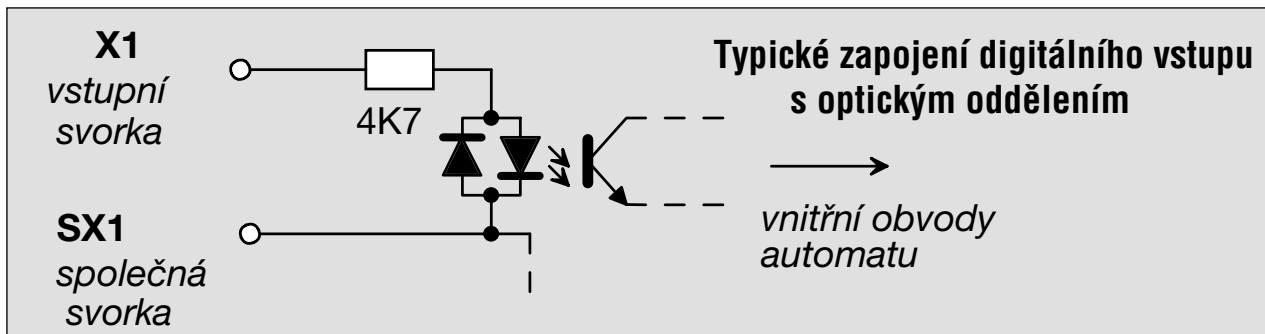 X1
vstupní
svorka
4K7
Typické zapojení digitálního vstupu
s optickým oddělením
SX1
společná
svorka
vnitřní obvody
automatu